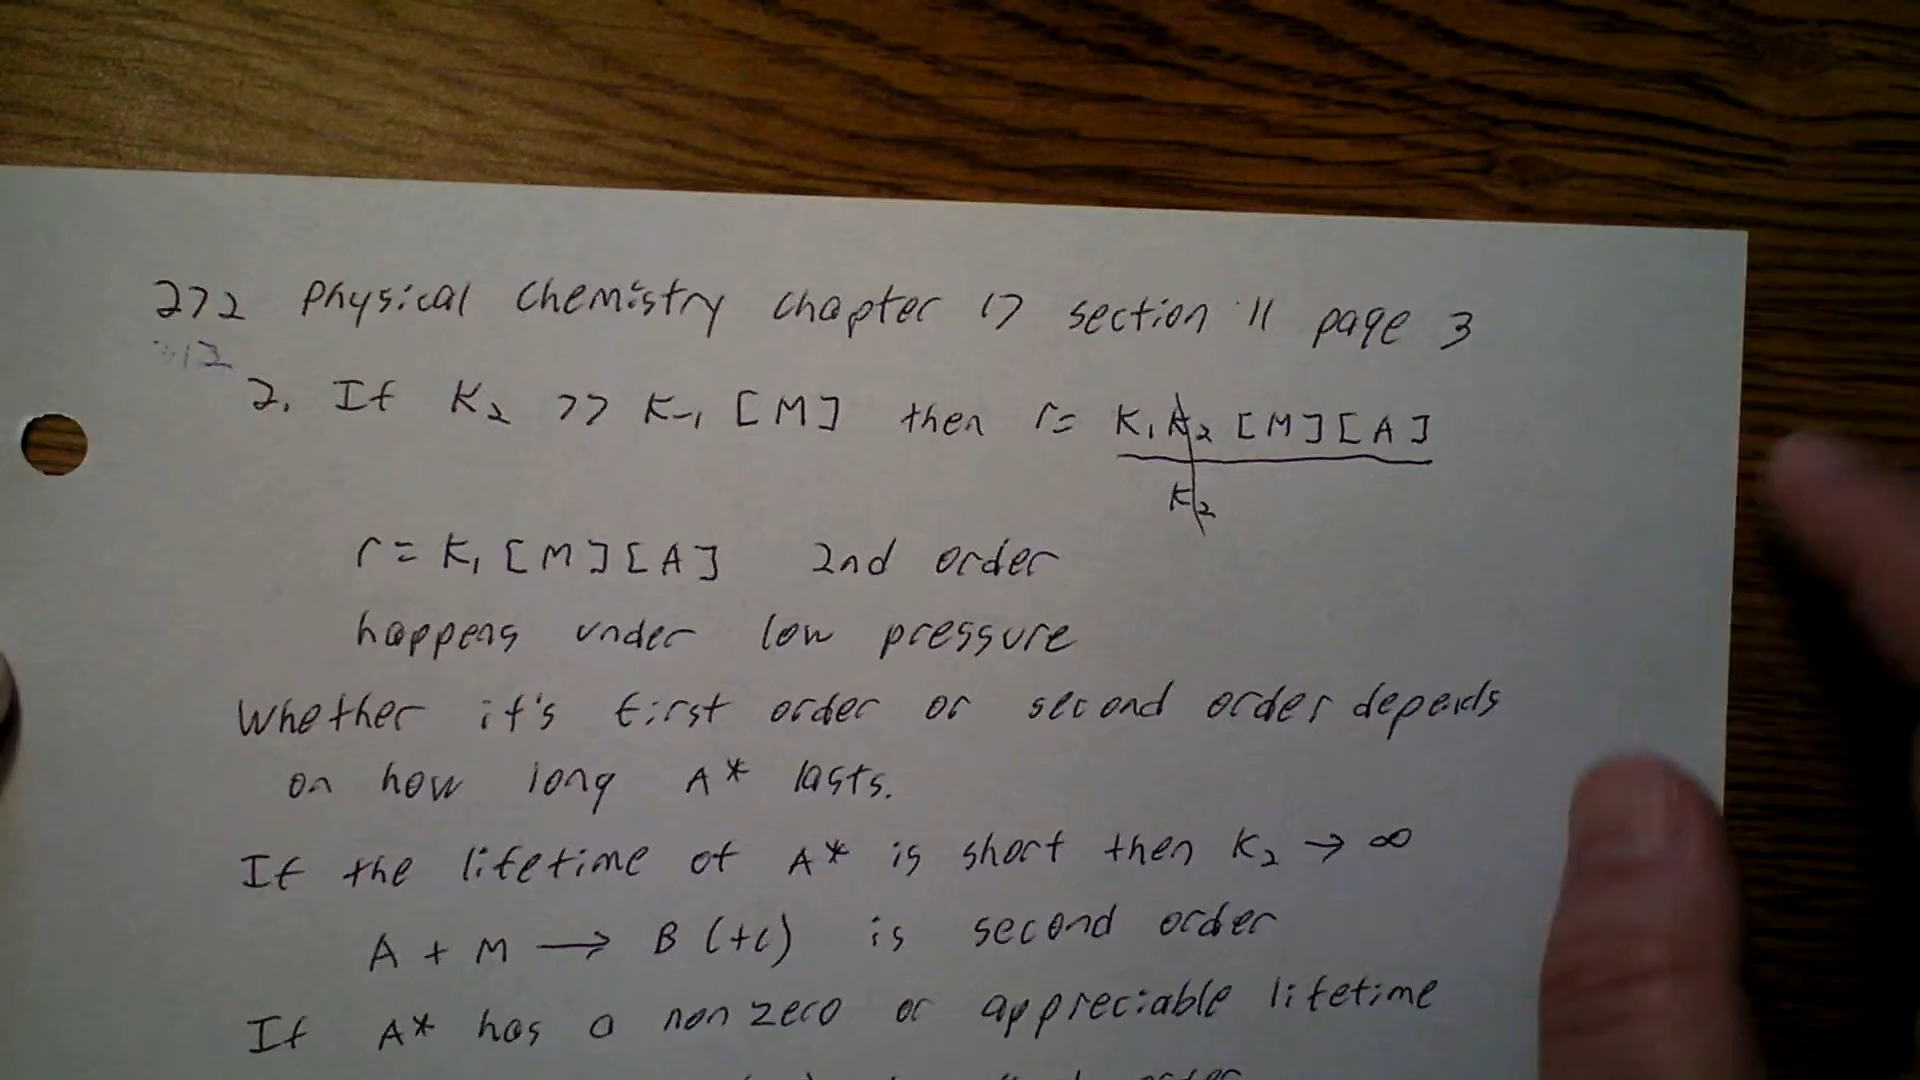 272 Physical Chemistry chapter 17 section 11 page 3
2. If K₂ >> K₋₁ [M] then r = K₁K₂[M][A]
K₂
r = K₁[M][A] 2nd order
happens under low pressure
Whether it's first order or second order depends
on how long A* lasts.
If the lifetime of A* is short then K₂ → ∞
A + M → B (+C) is second order
If A* has a nonzero or appreciable lifetime
order